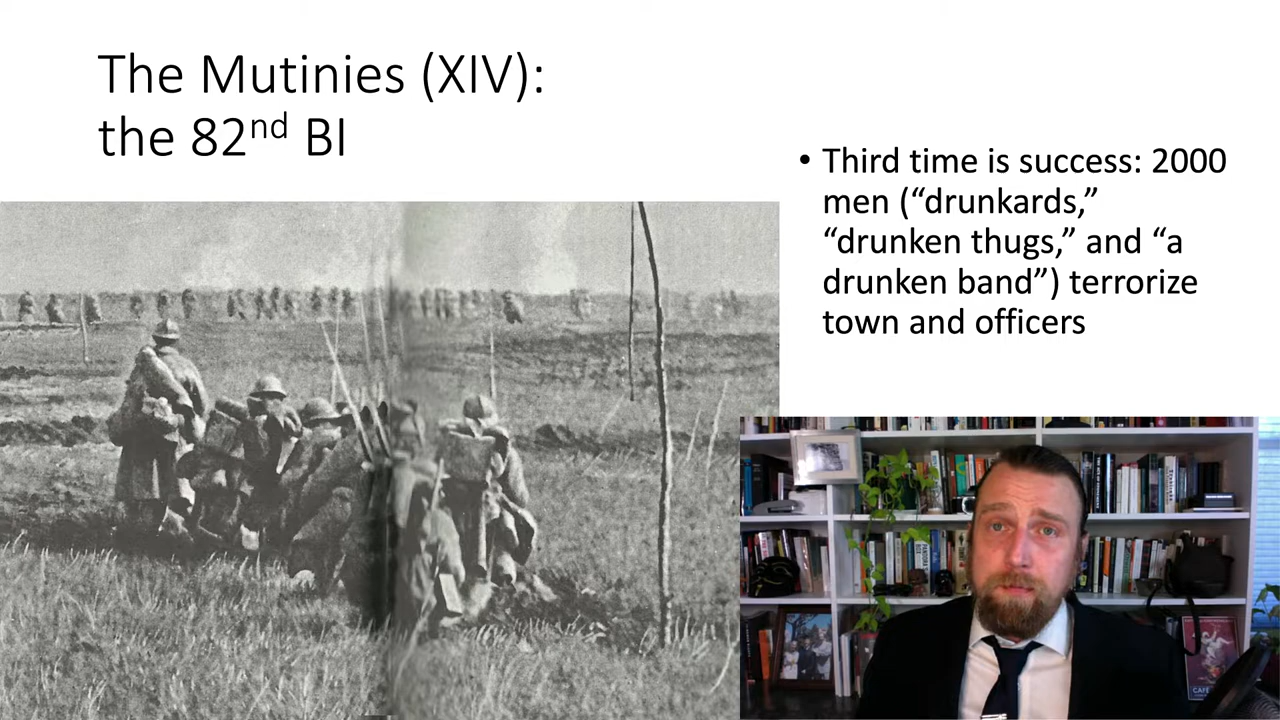 The Mutinies (XIV):
the 82nd BI
• Third time is success: 2000
men (“drunkards,”
“drunken thugs,” and “a
drunken band”) terrorize
town and officers
CAFÉ